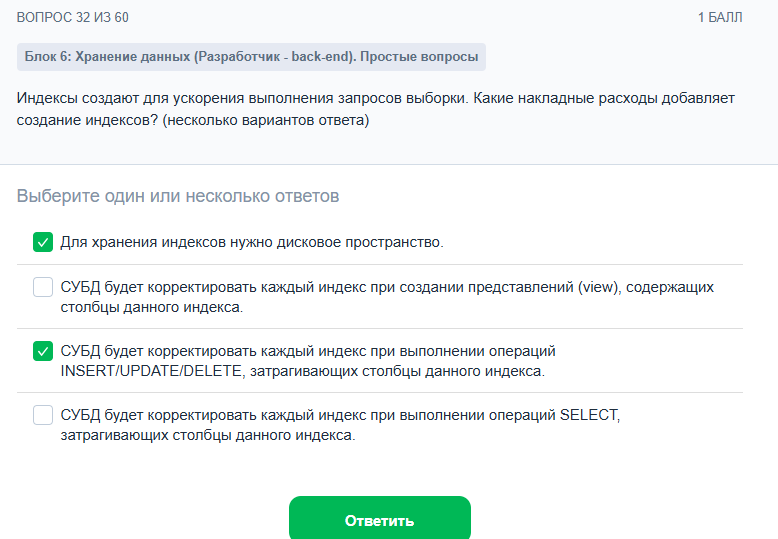 ВОПРОС 32 ИЗ 60
1 БАЛЛ
Блок 6: Хранение данных (Разработчик - back-end). Простые вопросы
Индексы создают для ускорения выполнения запросов выборки. Какие накладные расходы добавляет
создание индексов? (несколько вариантов ответа)
Выберите один или несколько ответов
Для хранения индексов нужно дисковое пространство.
СУБД будет корректировать каждый индекс при создании представлений (view), содержащих
столбцы данного индекса.
СУБД будет корректировать каждый индекс при выполнении операций
INSERT/UPDATE/DELETE, затрагивающих столбцы данного индекса.
СУБД будет корректировать каждый индекс при выполнении операций SELECT,
затрагивающих столбцы данного индекса.
Ответить